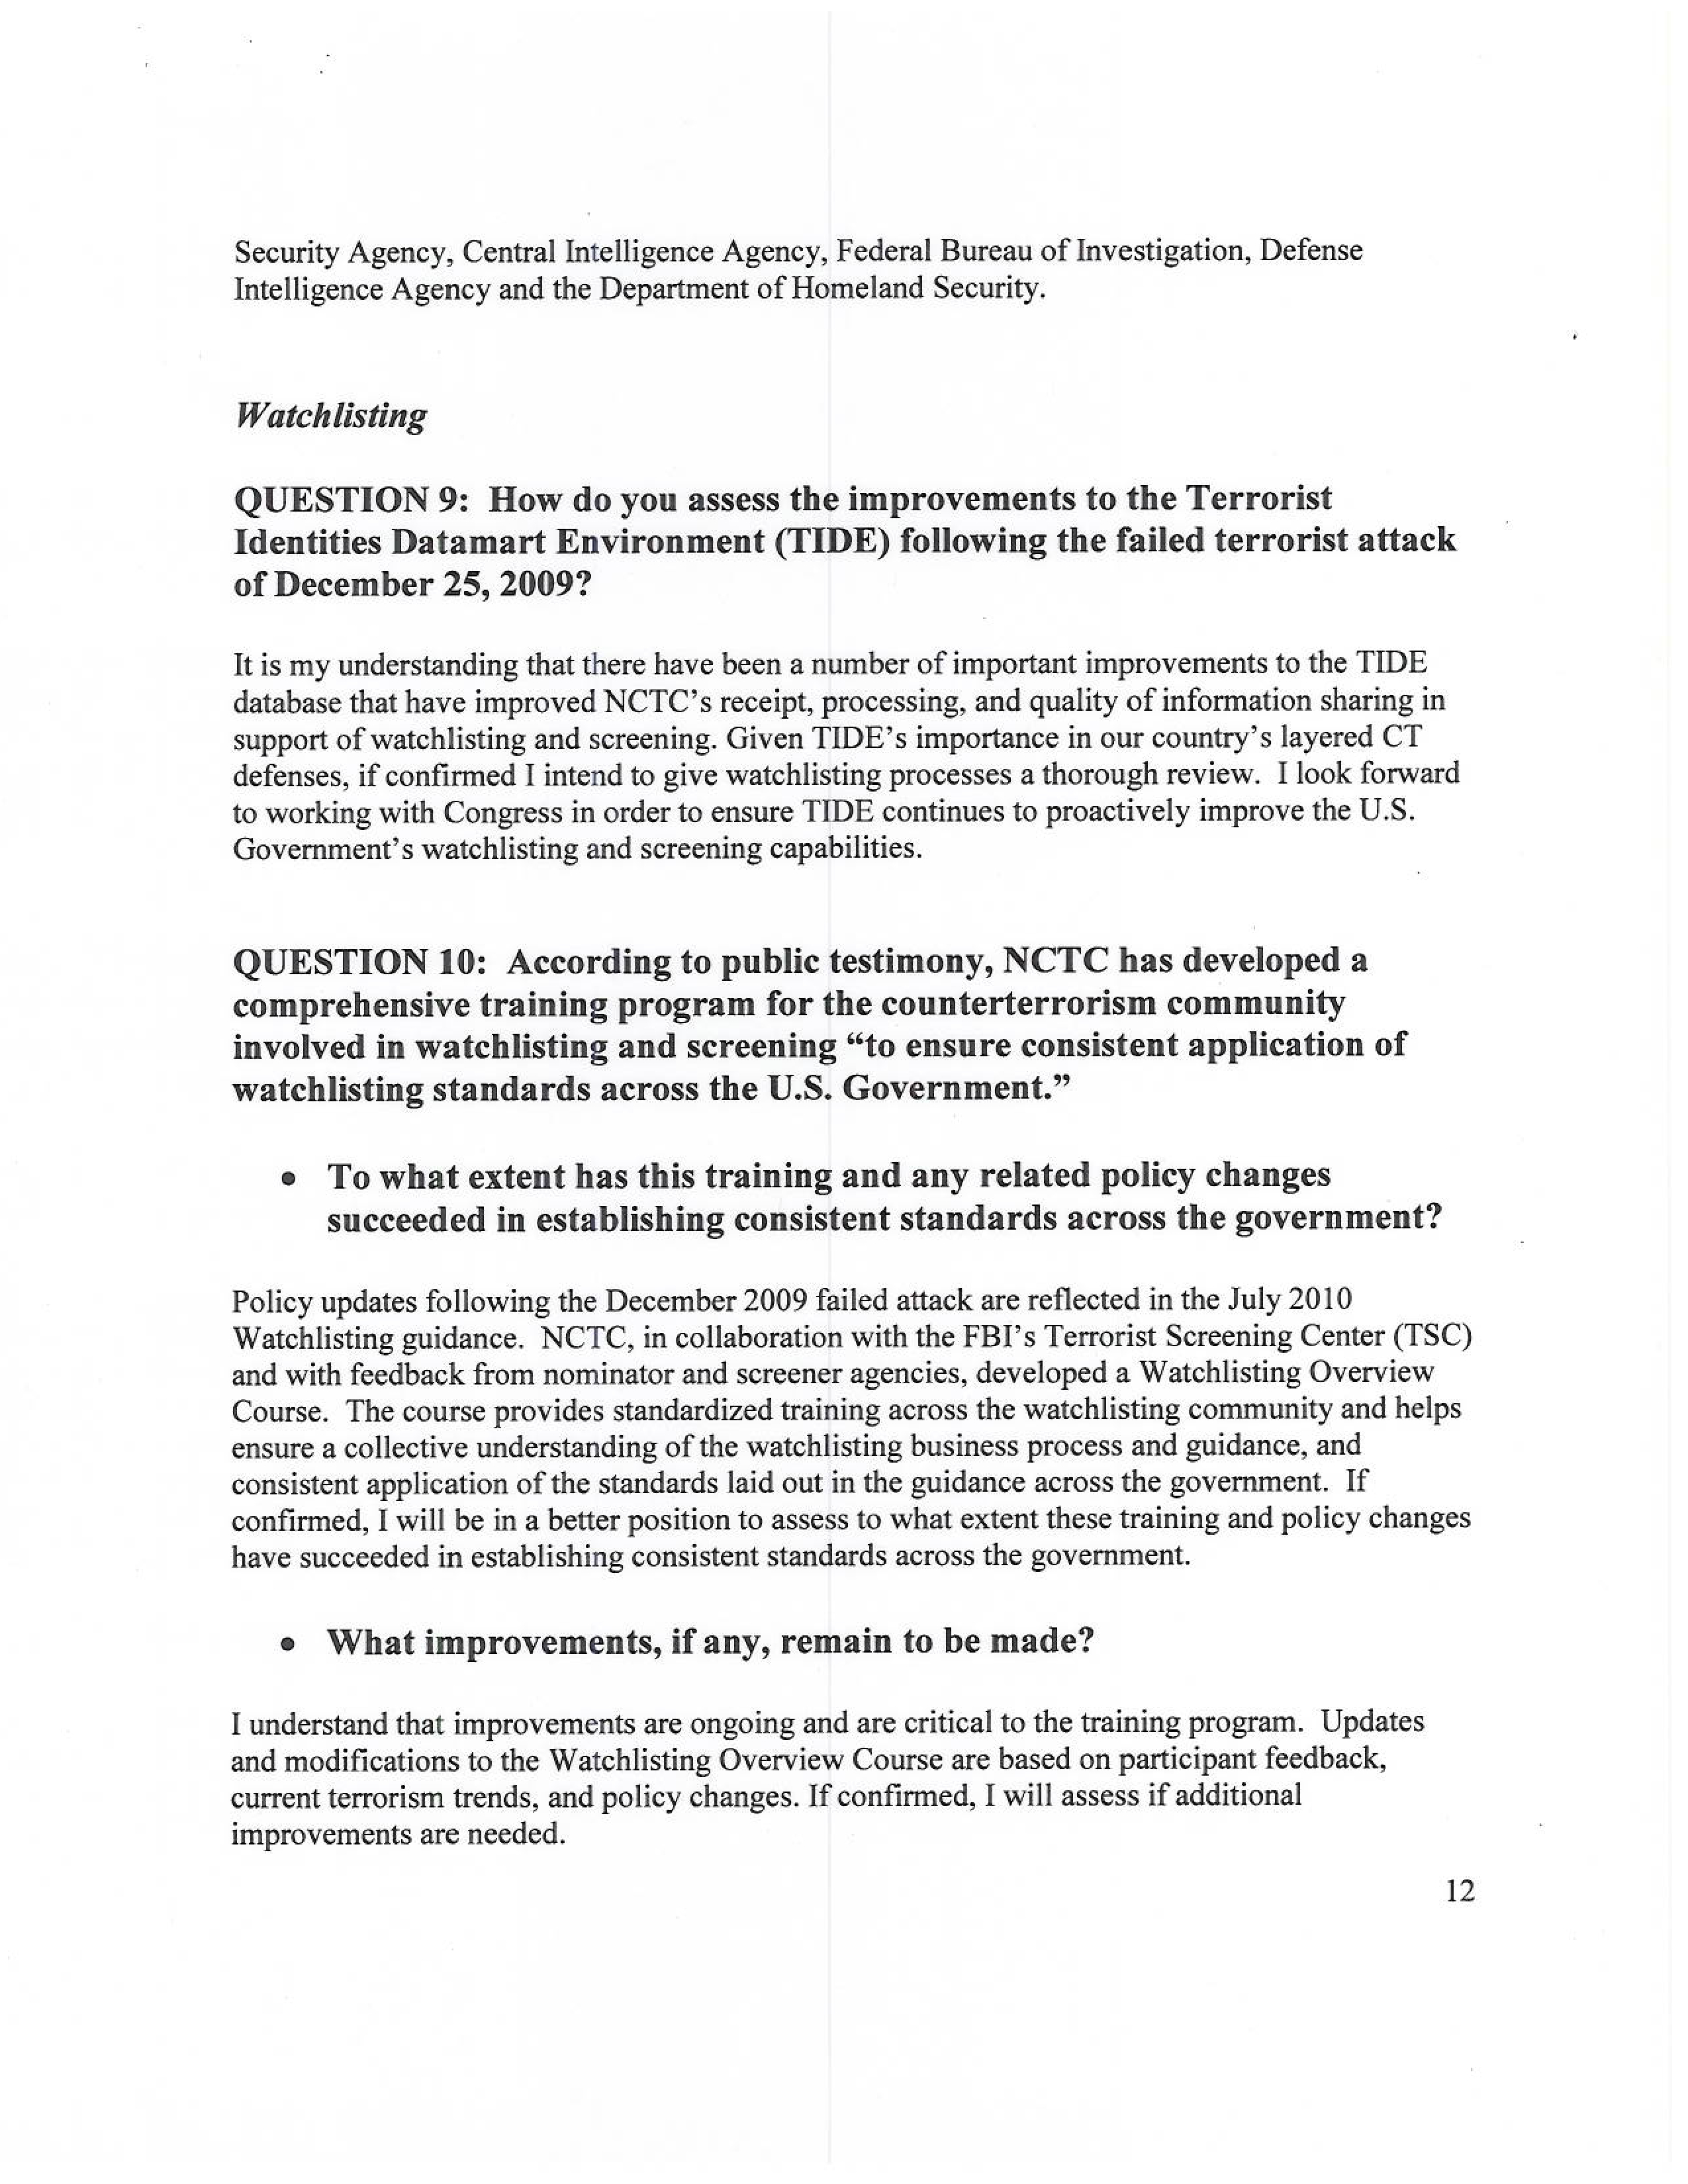 Security Agency, Central Intelligence Agency, Federal Bureau of Investigation, Defense
Intelligence Agency and the Department of Homeland Security.
Watchlisting
QUESTION 9: How do you assess the improvements to the Terrorist
Identities Datamart Environment (TIDE) following the failed terrorist attack
of December 25, 2009?
It is my understanding that there have been a number of important improvements to the TIDE
database that have improved NCTC's receipt, processing, and quality of information sharing in
support of watchlisting and screening. Given TIDE's importance in our country's layered CT
defenses, if confirmed I intend to give watchlisting processes a thorough review. I look forward
to working with Congress in order to ensure TIDE continues to proactively improve the U.S.
Government's watchlisting and screening capabilities.
QUESTION 10: According to public testimony, NCTC has developed a
comprehensive training program for the counterterrorism community
involved in watchlisting and screening “to ensure consistent application of
watchlisting standards across the U.S. Government.”
• To what extent has this training and any related policy changes
succeeded in establishing consistent standards across the government?
Policy updates following the December 2009 failed attack are reflected in the July 2010
Watchlisting guidance. NCTC, in collaboration with the FBI's Terrorist Screening Center (TSC)
and with feedback from nominator and screener agencies, developed a Watchlisting Overview
Course. The course provides standardized training across the watchlisting community and helps
ensure a collective understanding of the watchlisting business process and guidance, and
consistent application of the standards laid out in the guidance across the government. If
confirmed, I will be in a better position to assess to what extent these training and policy changes
have succeeded in establishing consistent standards across the government.
• What improvements, if any, remain to be made?
I understand that improvements are ongoing and are critical to the training program. Updates
and modifications to the Watchlisting Overview Course are based on participant feedback,
current terrorism trends, and policy changes. If confirmed, I will assess if additional
improvements are needed.
12